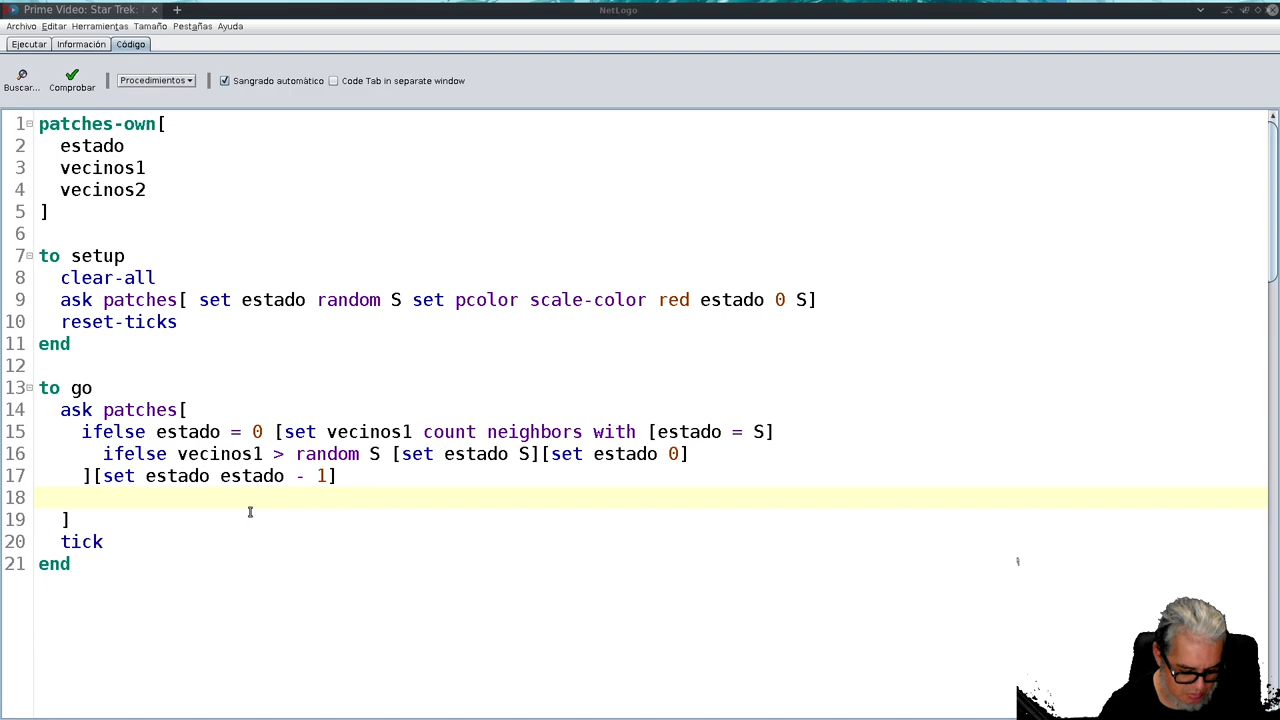 Prime Video: Star Trek:
NetLogo
Archivo Editar Herramientas Tamaño Pestañas Ayuda
Ejecutar Información Código
Buscar... Comprobar Procedimientos Sangrado automático Code Tab in separate window
1 patches-own[
2 estado
3 vecinos1
4 vecinos2
5 ]
6
7 to setup
8 clear-all
9 ask patches[ set estado random S set pcolor scale-color red estado 0 S]
10 reset-ticks
11 end
12
13 to go
14 ask patches[
15 ifelse estado = 0 [set vecinos1 count neighbors with [estado = S]
16 ifelse vecinos1 > random S [set estado S][set estado 0]
17 ][set estado estado - 1]
18
19 ]
20 tick
21 end